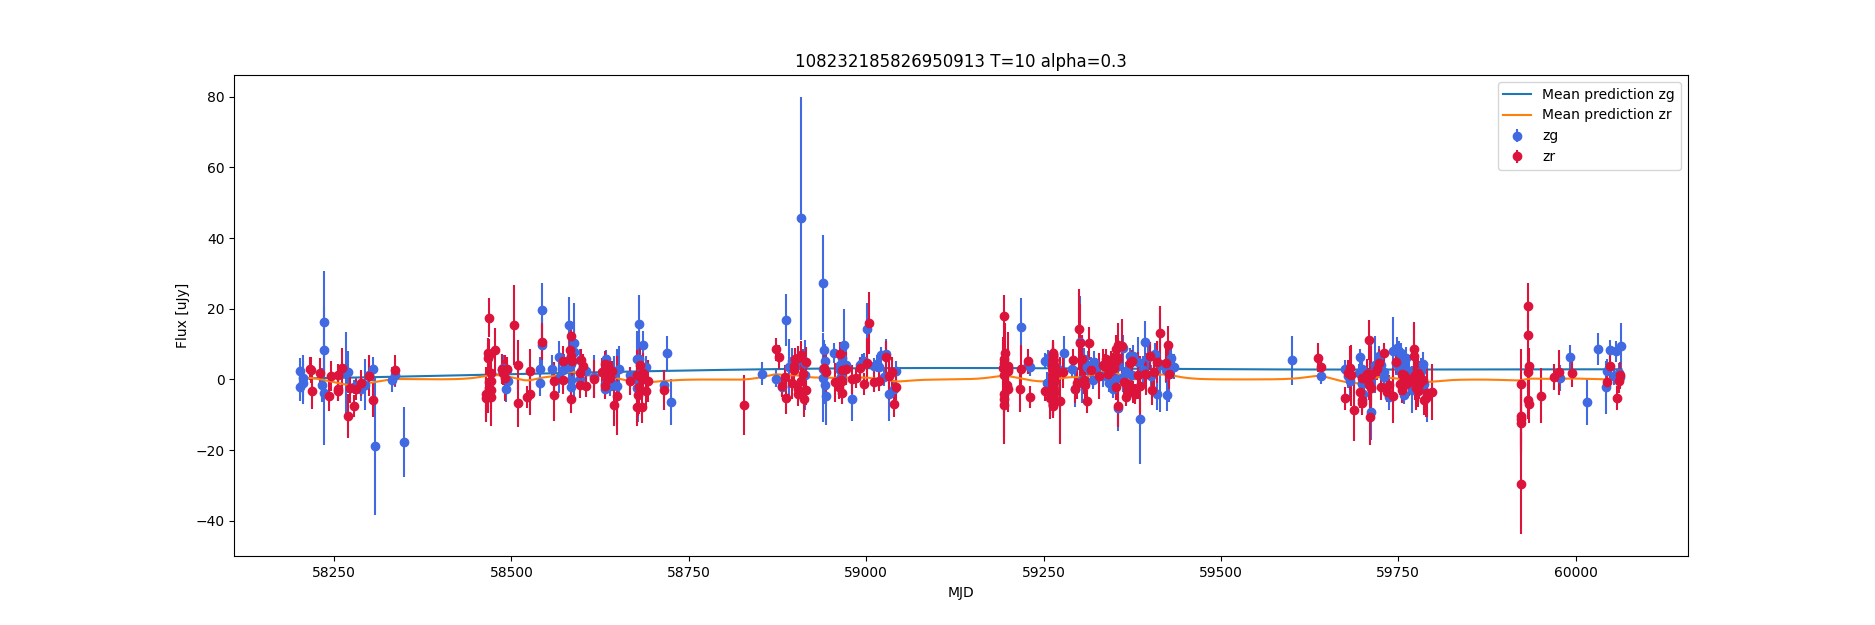 108232185826950913 T=10 alpha=0.3
Mean prediction zg
Mean prediction zr
zg
zr
80
60
40
20
0
−20
−40
Flux [uJy]
58250 58500 58750 59000 59250 59500 59750 60000
MJD